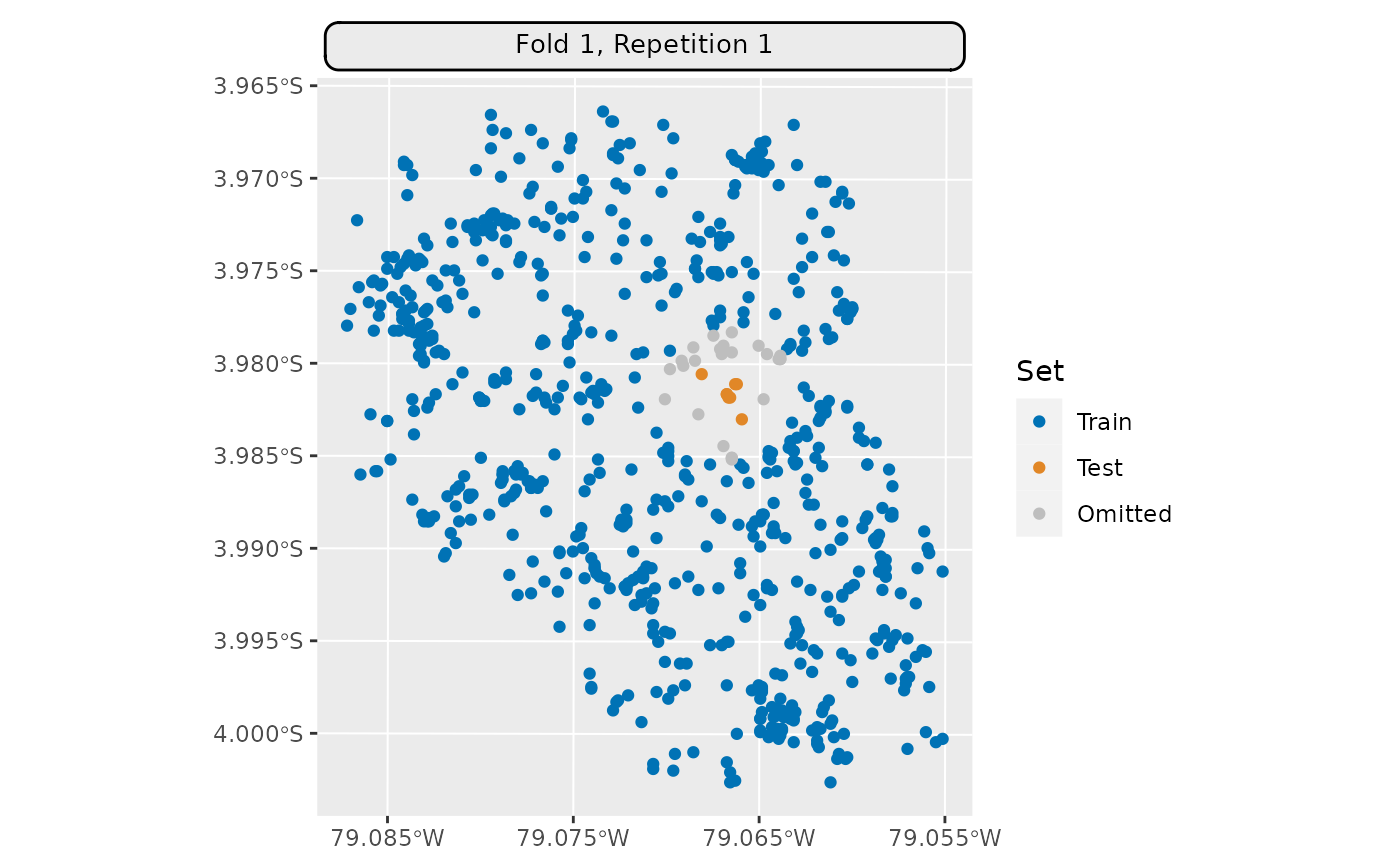 Fold 1, Repetition 1
3.965°S
3.970°S
3.975°S
3.980°S
3.985°S
3.990°S
3.995°S
4.000°S
79.085°W 79.075°W 79.065°W 79.055°W
Set
Train
Test
Omitted